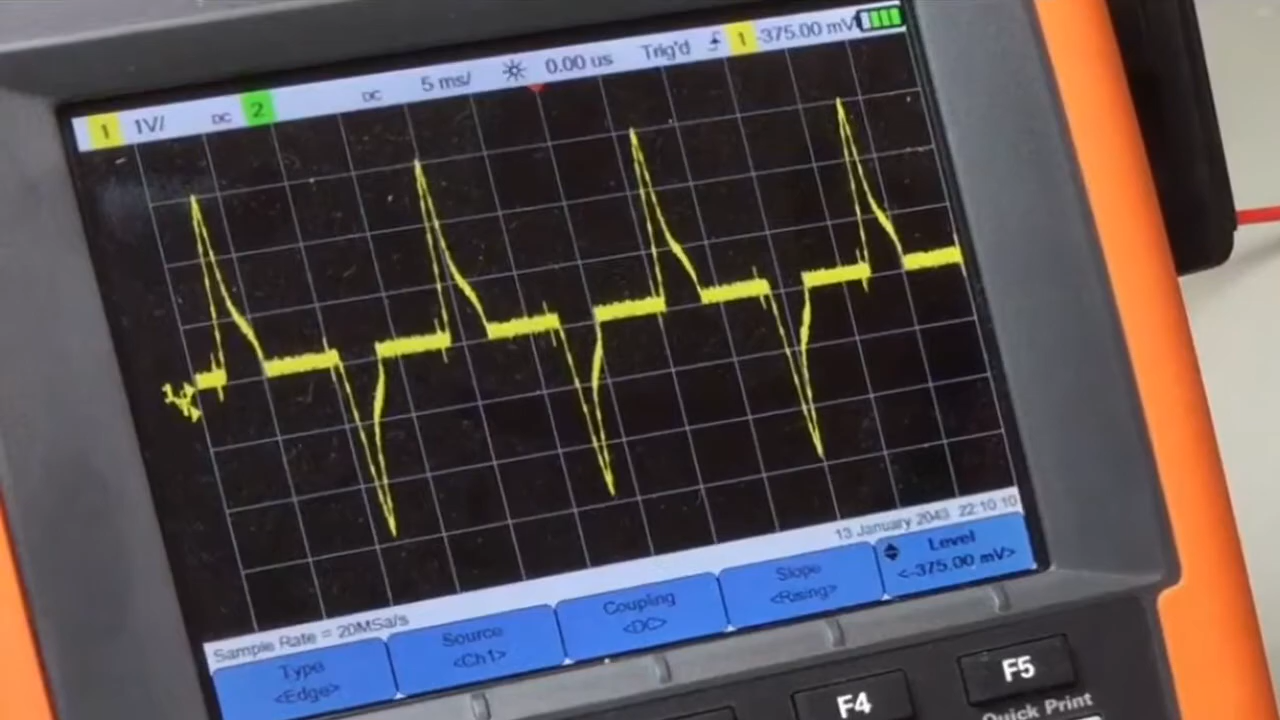 1 1V/ DC 2 DC 5 ms/ 0.00 us Trig'd 1 -375.00 mV
13 January 2043 22:10:10
Sample Rate = 20MSa/s
Type
<Edge>
Source
<Ch1>
Coupling
<DC>
Slope
<Rising>
Level
<-375.00 mV>
F4
F5
Quick Print